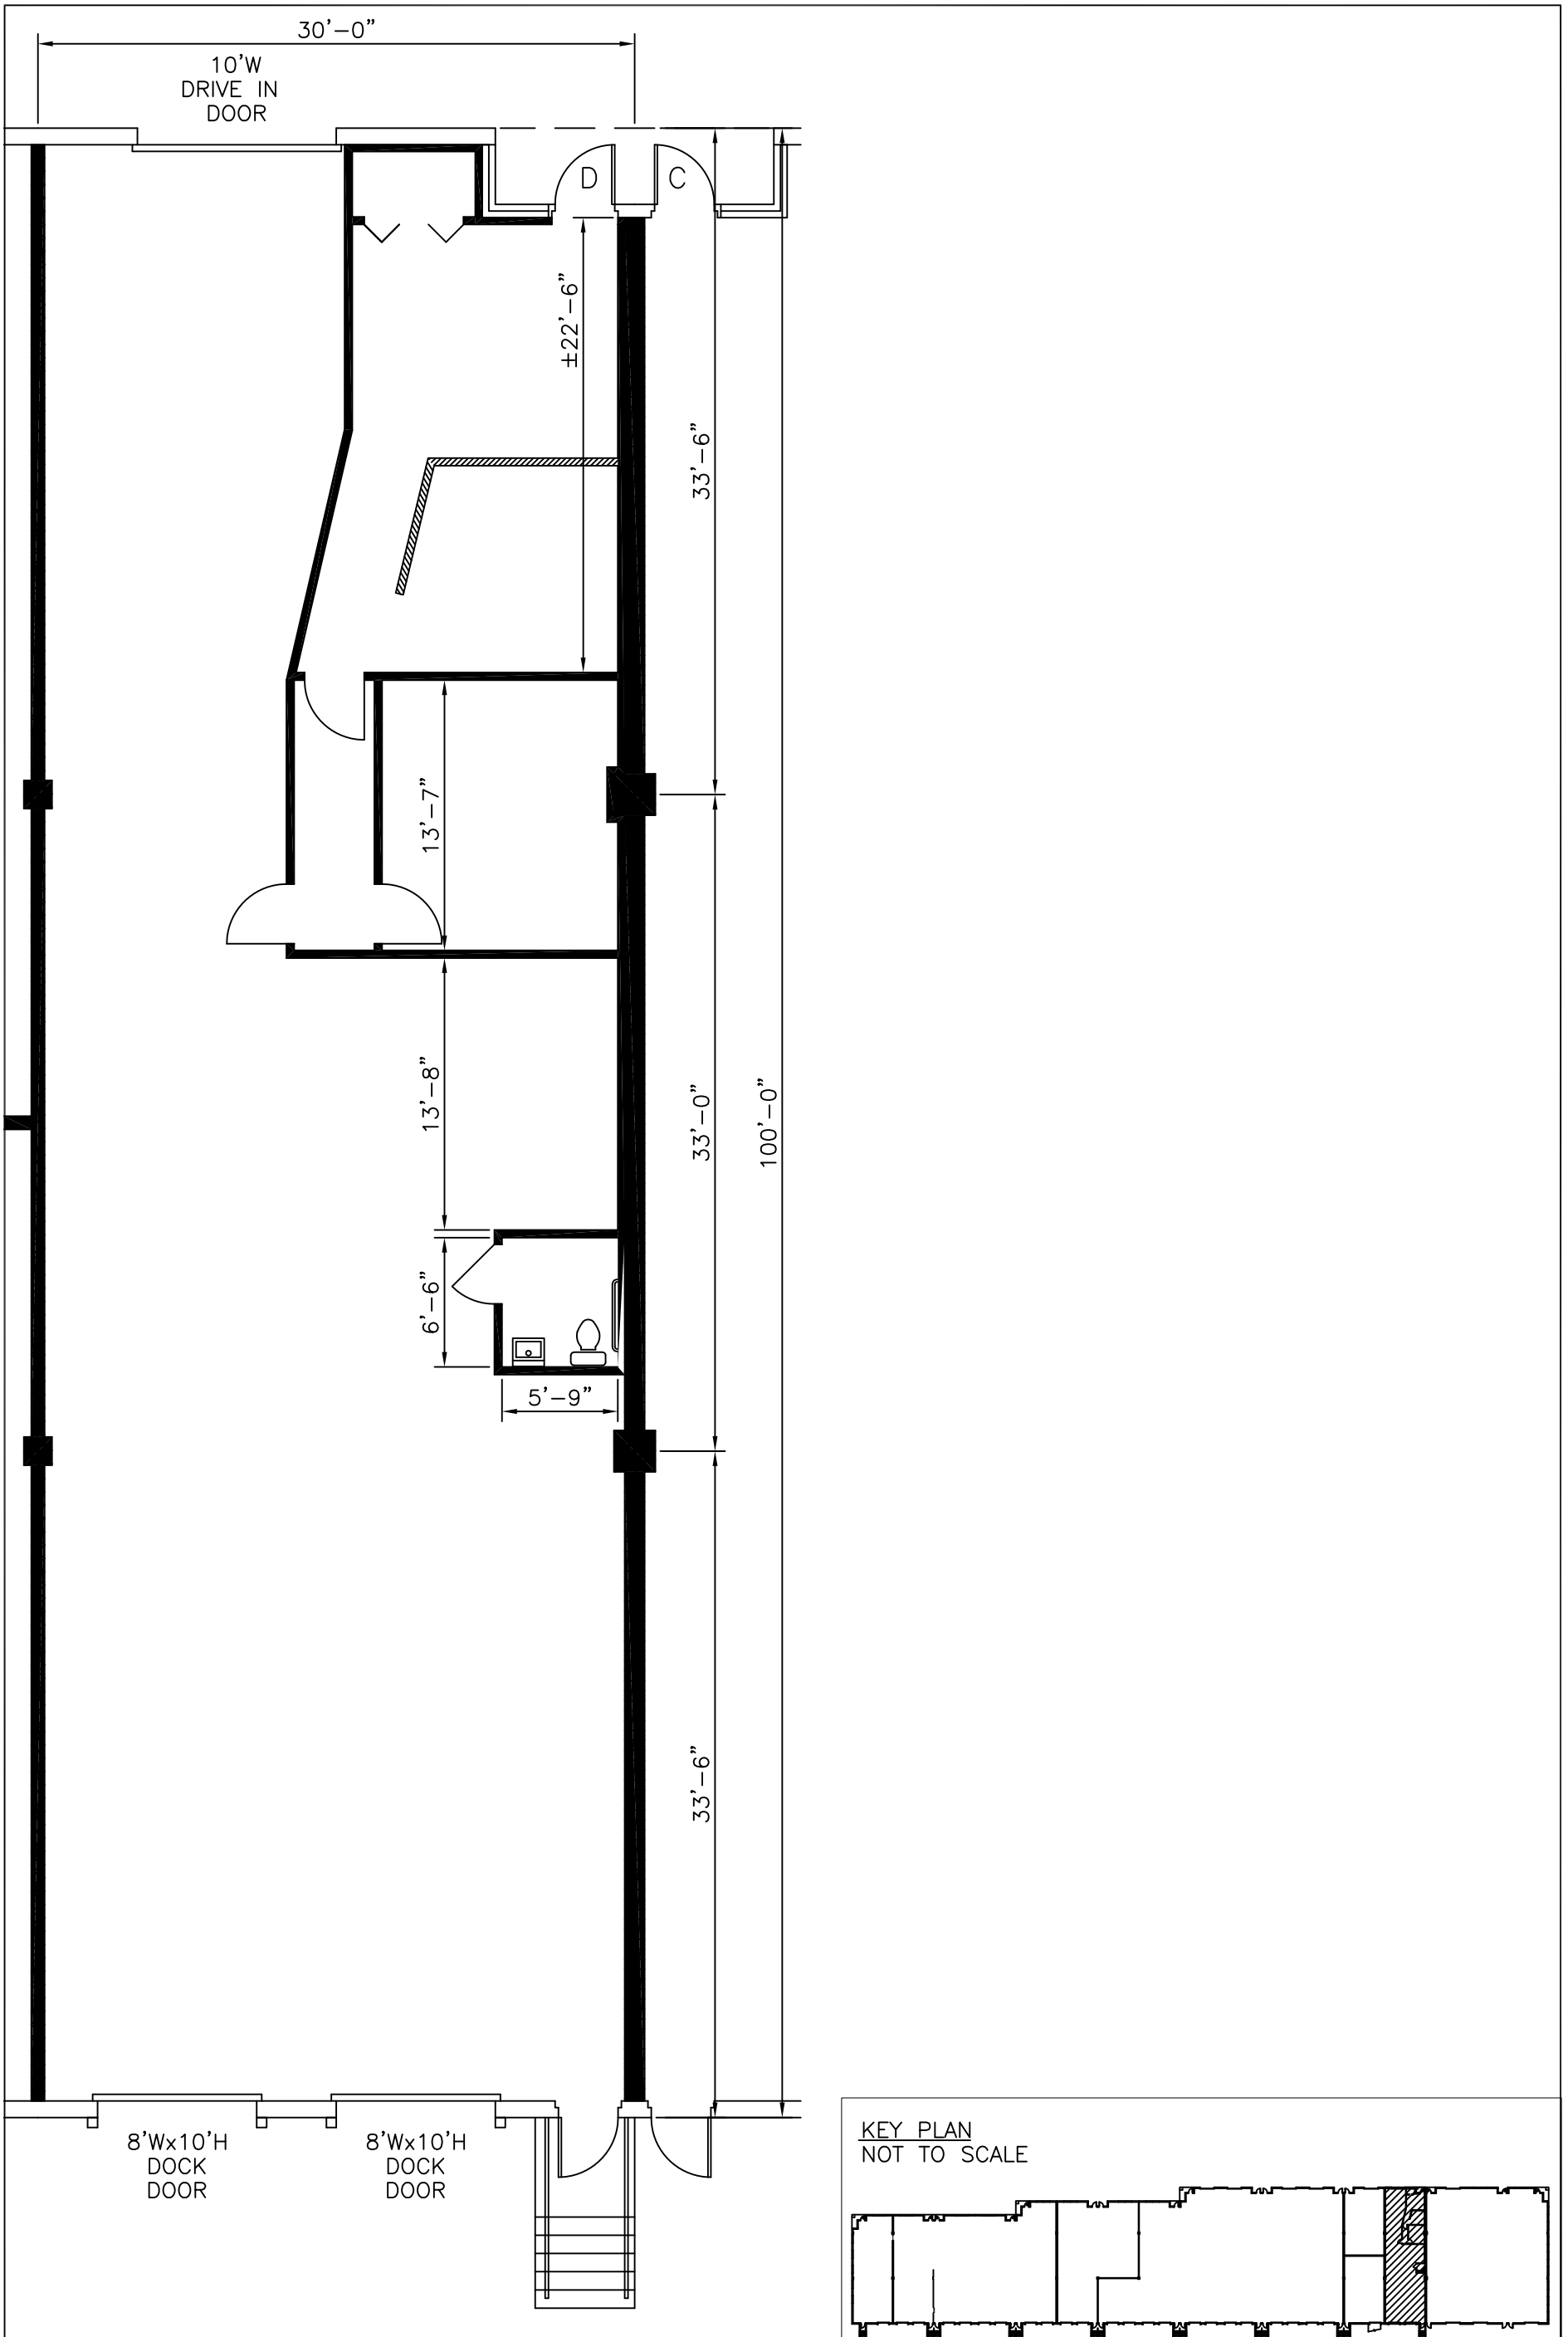 30'-0"
10'W
DRIVE IN
DOOR
D
C
±22'-6"
33'-6"
13'-7"
13'-8"
33'-0"
100'-0"
6'-6"
5'-9"
33'-6"
8'Wx10'H
DOCK
DOOR
8'Wx10'H
DOCK
DOOR
KEY PLAN
NOT TO SCALE